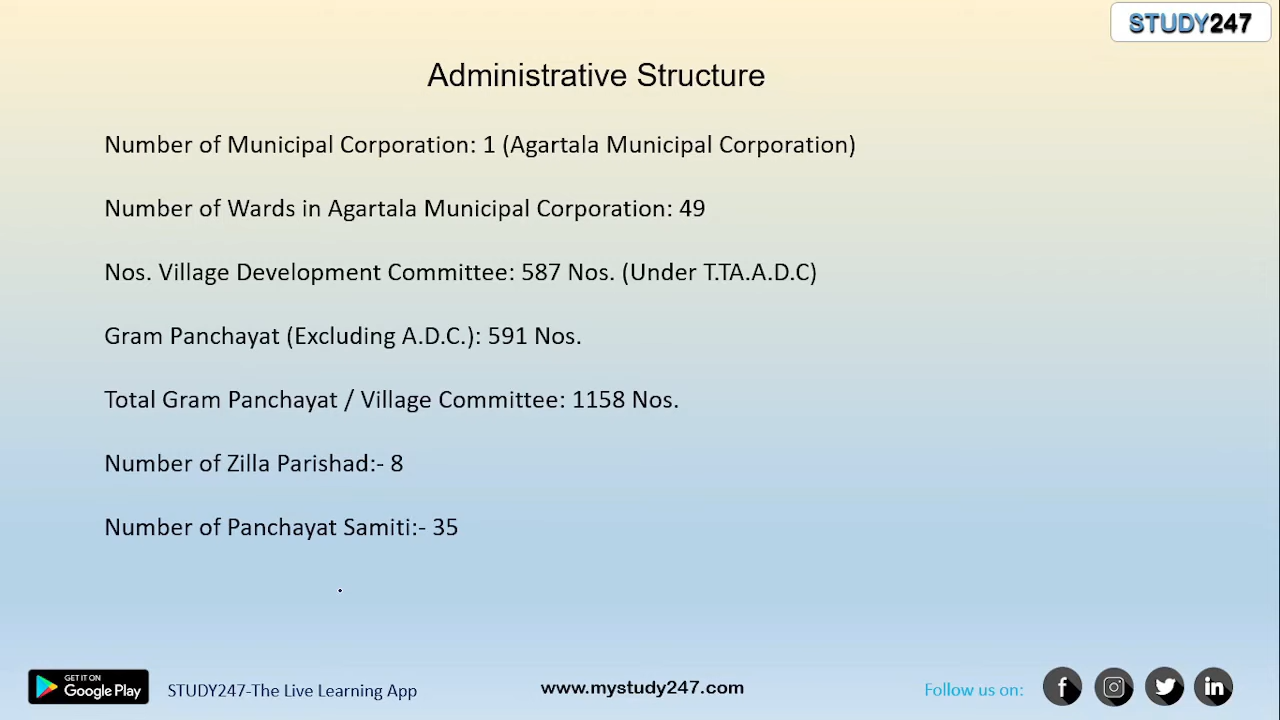 STUDY247
Administrative Structure
Number of Municipal Corporation: 1 (Agartala Municipal Corporation)
Number of Wards in Agartala Municipal Corporation: 49
Nos. Village Development Committee: 587 Nos. (Under T.TA.A.D.C)
Gram Panchayat (Excluding A.D.C.): 591 Nos.
Total Gram Panchayat / Village Committee: 1158 Nos.
Number of Zilla Parishad:- 8
Number of Panchayat Samiti:- 35
GET IT ON
Google Play
STUDY247-The Live Learning App
www.mystudy247.com
Follow us on: